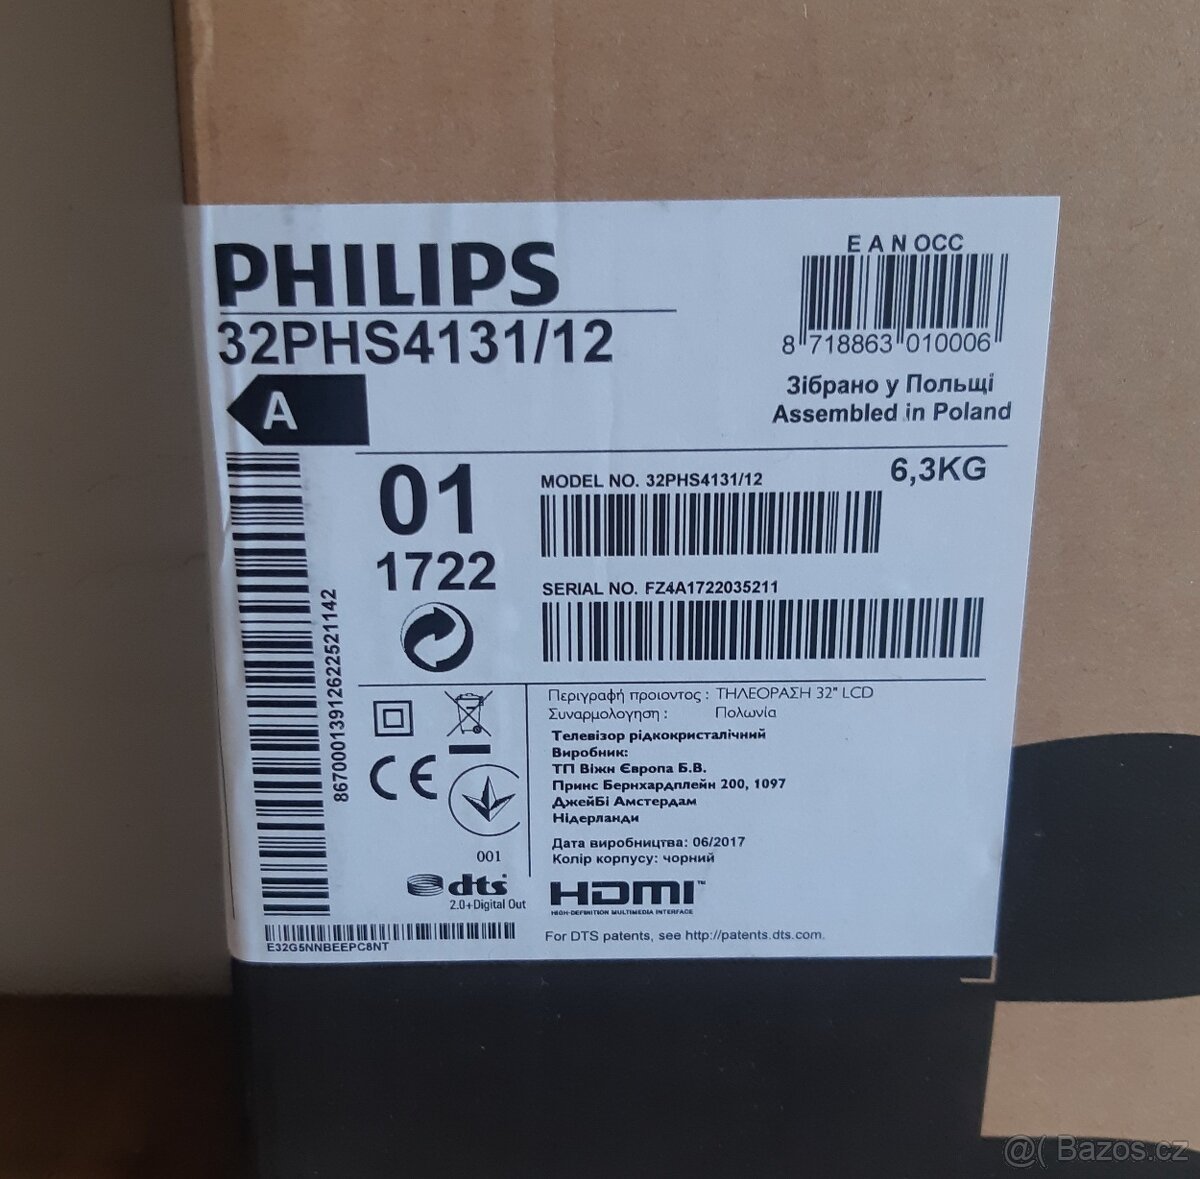 PHILIPS
32PHS4131/12
A
E A N OCC
8 718863 010006
Зібрано у Польщі
Assembled in Poland
01
1722
MODEL NO. 32PHS4131/12
6,3KG
SERIAL NO. FZ4A1722035211
867000139126225221142
Περιγραφή προιοντος : ΤΗΛΕΟΡΑΣΗ 32" LCD
Συναρμολογηση : Πολωνία
Телевізор рідкокристалічний
Виробник:
ТП Віжн Європа Б.В.
Принс Бернхардплейн 200, 1097
ДжейБі Амстердам
Нідерланди
Дата виробництва: 06/2017
Колір корпусу: чорний
CE
001
dts
2.0+Digital Out
HDMI™
HIGH-DEFINITION MULTIMEDIA INTERFACE
E32G5NNBEEPC8NT
For DTS patents, see http://patents.dts.com.
@( Bazos.cz